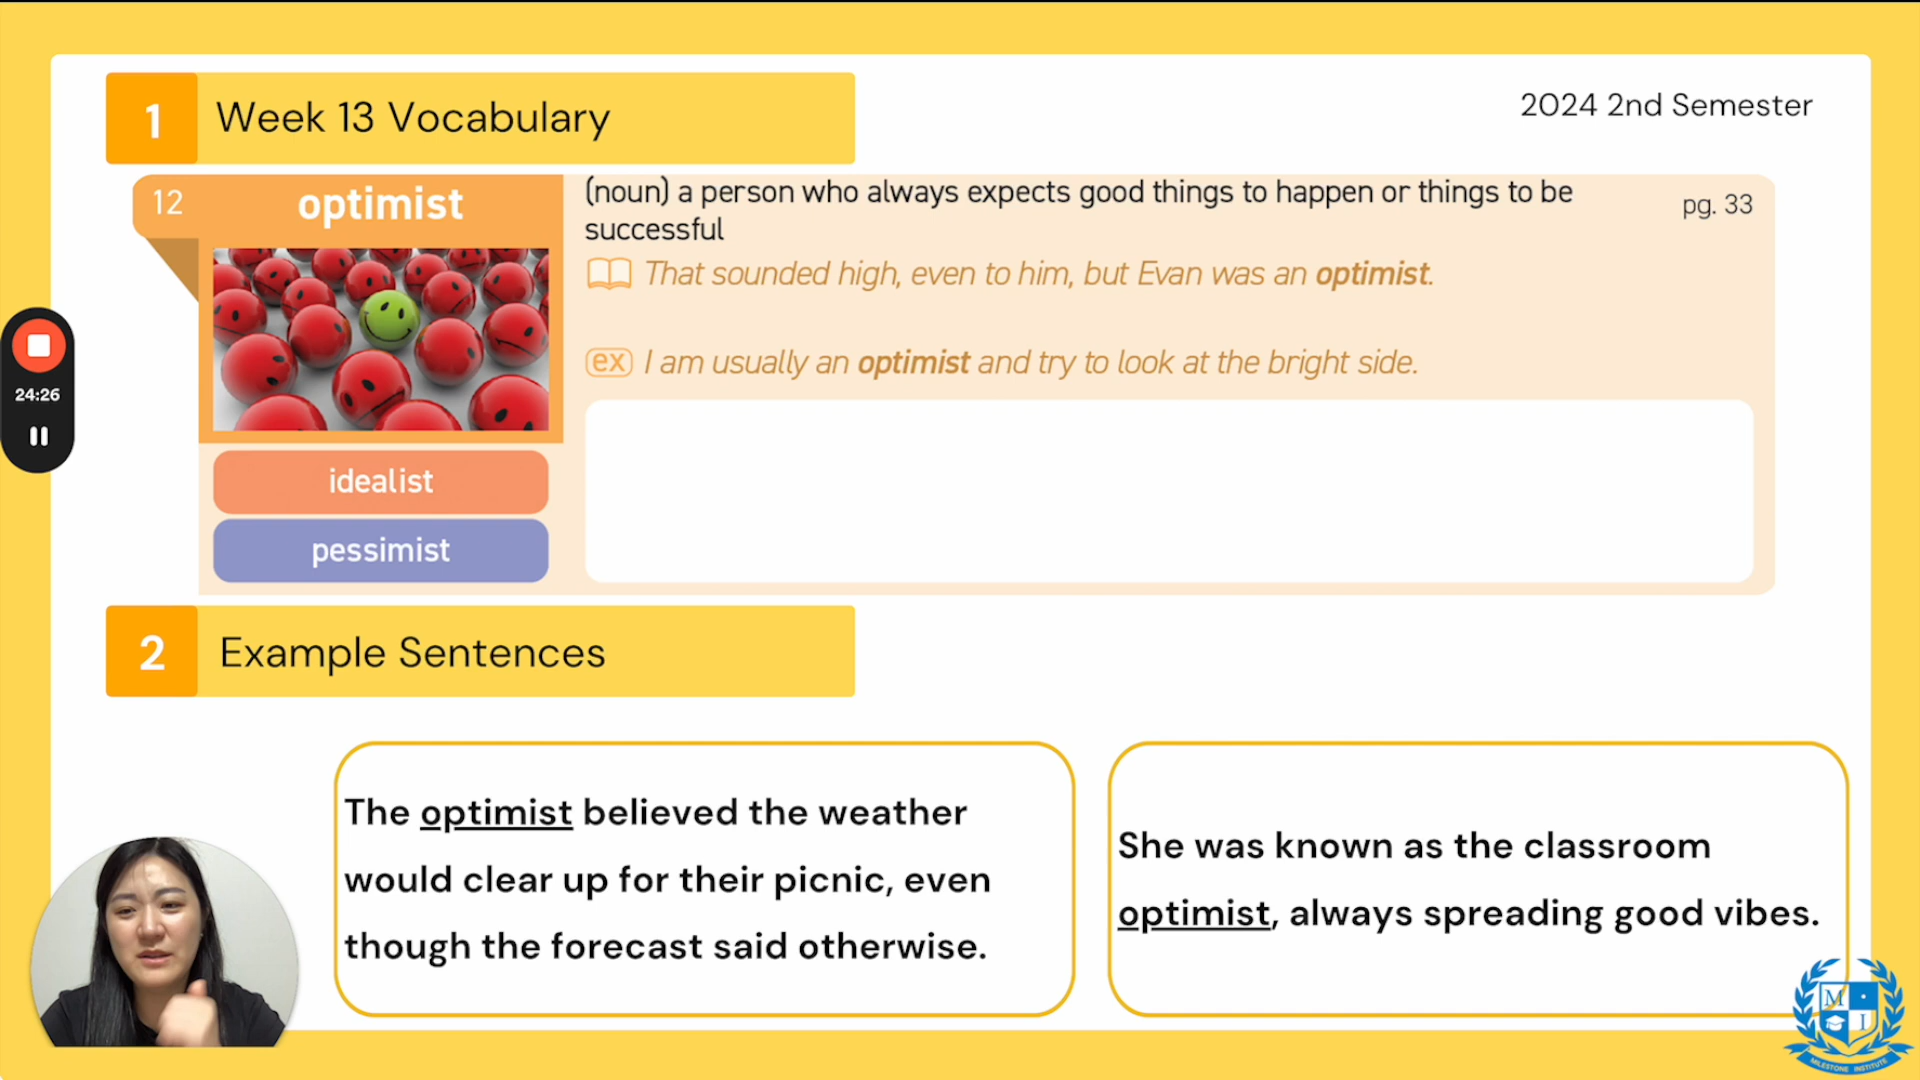 1 Week 13 Vocabulary
2024 2nd Semester
12 optimist
(noun) a person who always expects good things to happen or things to be
successful
pg. 33
That sounded high, even to him, but Evan was an optimist.
ex I am usually an optimist and try to look at the bright side.
24:26
idealist
pessimist
2 Example Sentences
The optimist believed the weather
would clear up for their picnic, even
though the forecast said otherwise.
She was known as the classroom
optimist, always spreading good vibes.
M
I
MILESTONE INSTITUTE